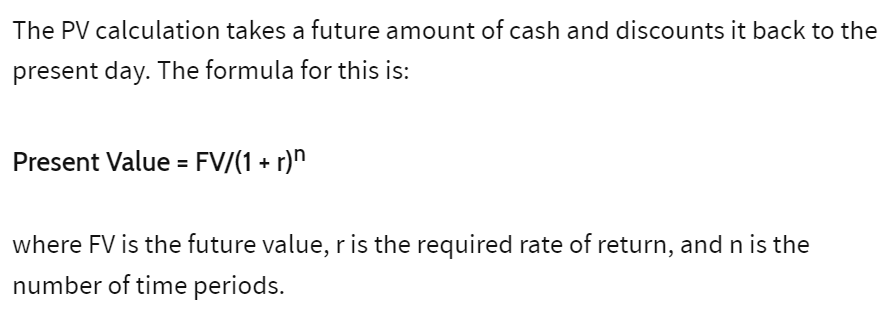 The PV calculation takes a future amount of cash and discounts it back to the
present day. The formula for this is:
Present Value = FV/(1 + r)ⁿ
where FV is the future value, r is the required rate of return, and n is the
number of time periods.